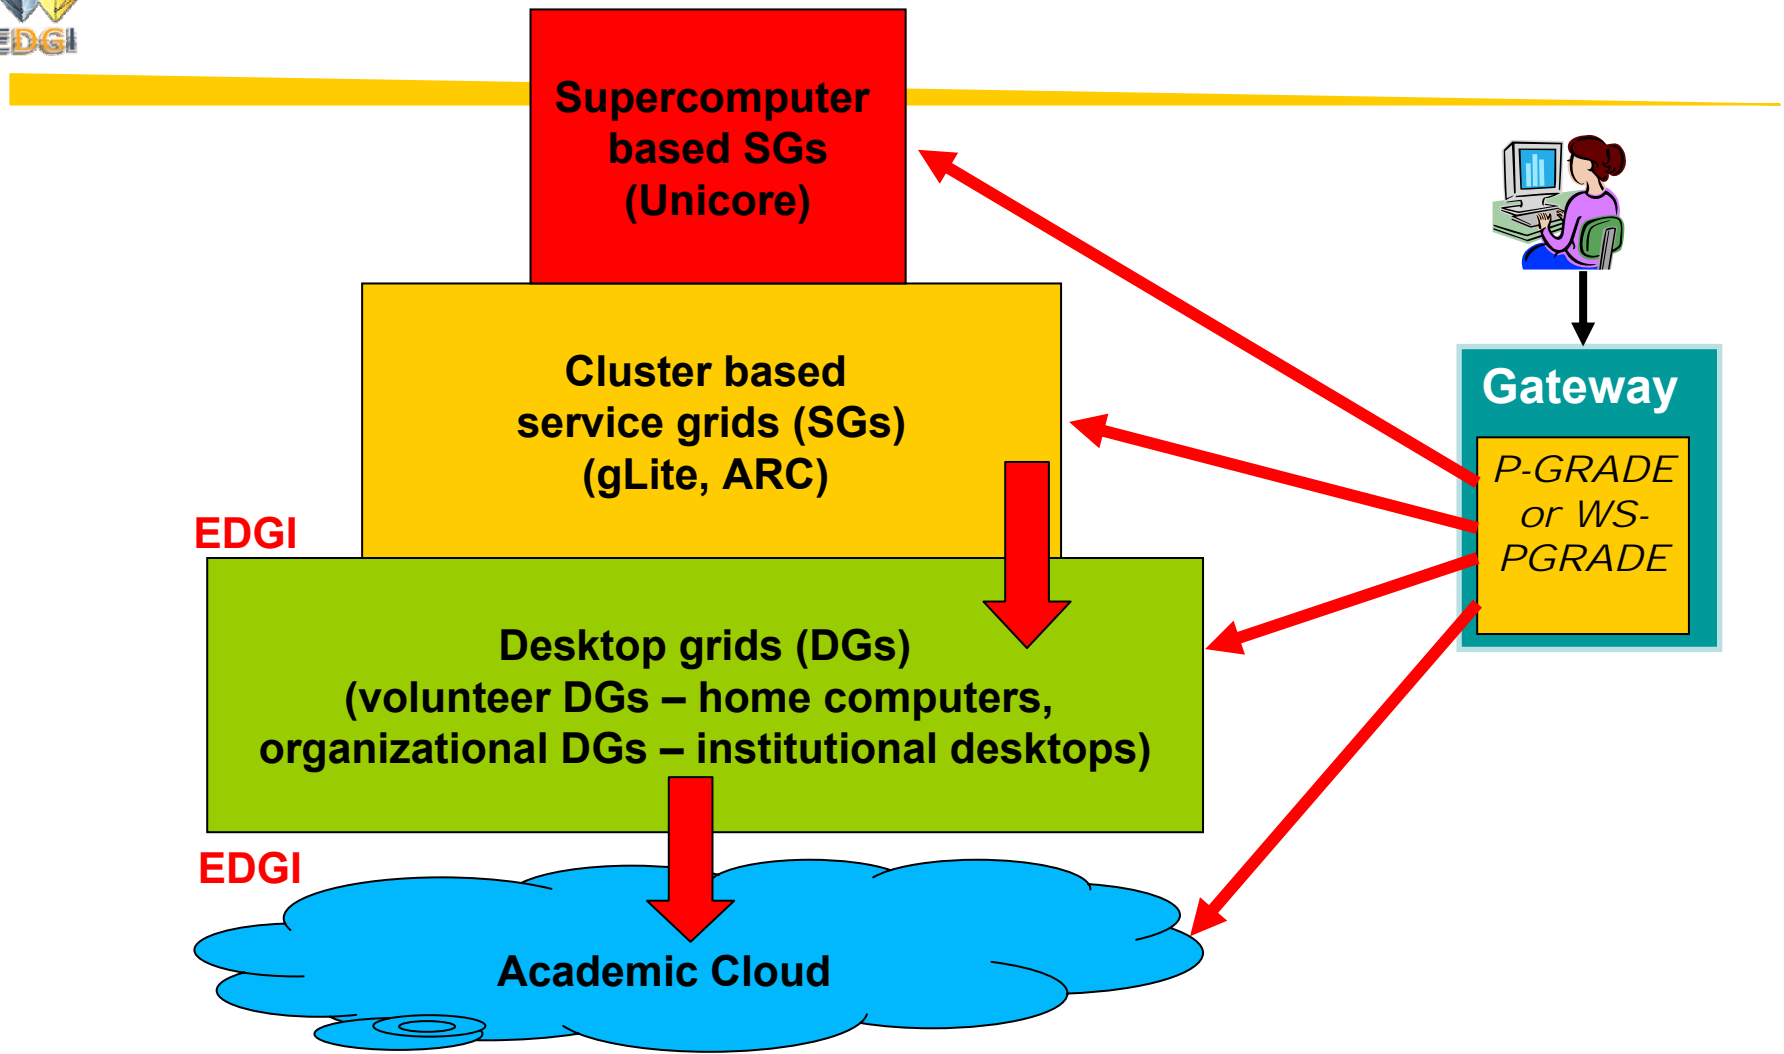 EDGI
Supercomputer
based SGs
(Unicore)
Cluster based
service grids (SGs)
(gLite, ARC)
EDGI
Desktop grids (DGs)
(volunteer DGs – home computers,
organizational DGs – institutional desktops)
EDGI
Academic Cloud
Gateway
P-GRADE
or WS-
PGRADE